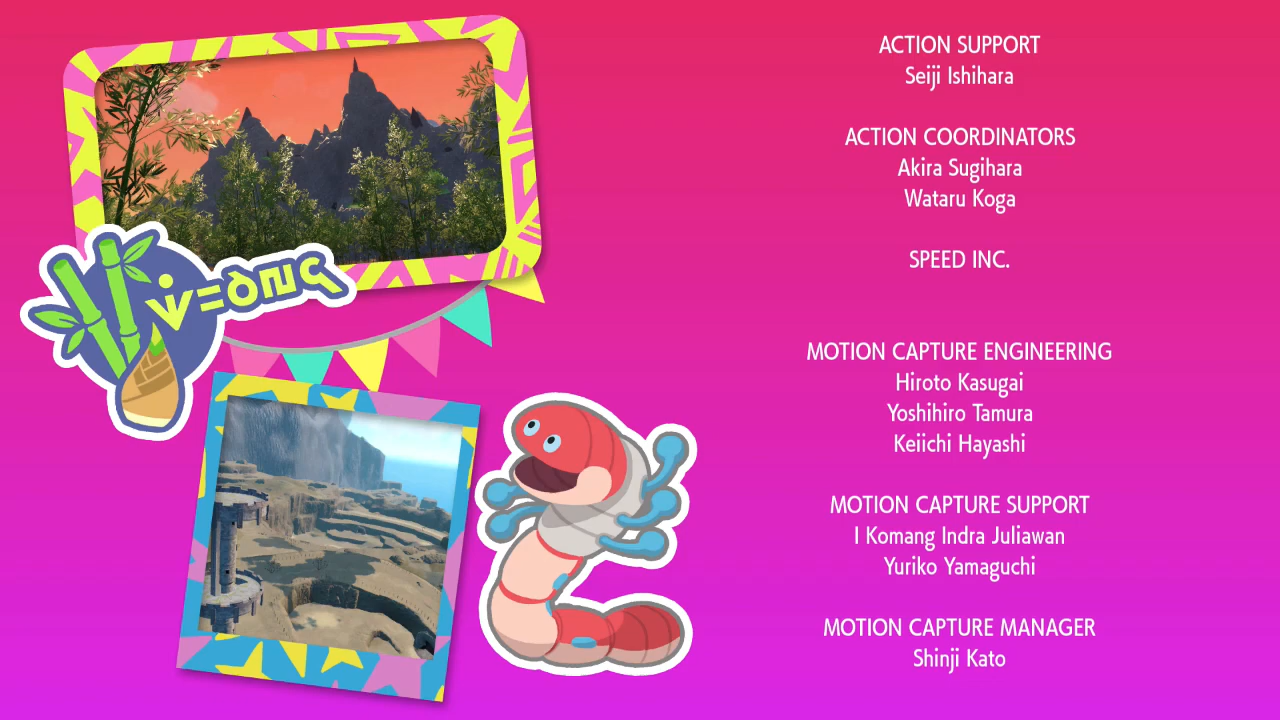 ACTION SUPPORT
Seiji Ishihara
ACTION COORDINATORS
Akira Sugihara
Wataru Koga
SPEED INC.
MOTION CAPTURE ENGINEERING
Hiroto Kasugai
Yoshihiro Tamura
Keiichi Hayashi
MOTION CAPTURE SUPPORT
I Komang Indra Juliawan
Yuriko Yamaguchi
MOTION CAPTURE MANAGER
Shinji Kato